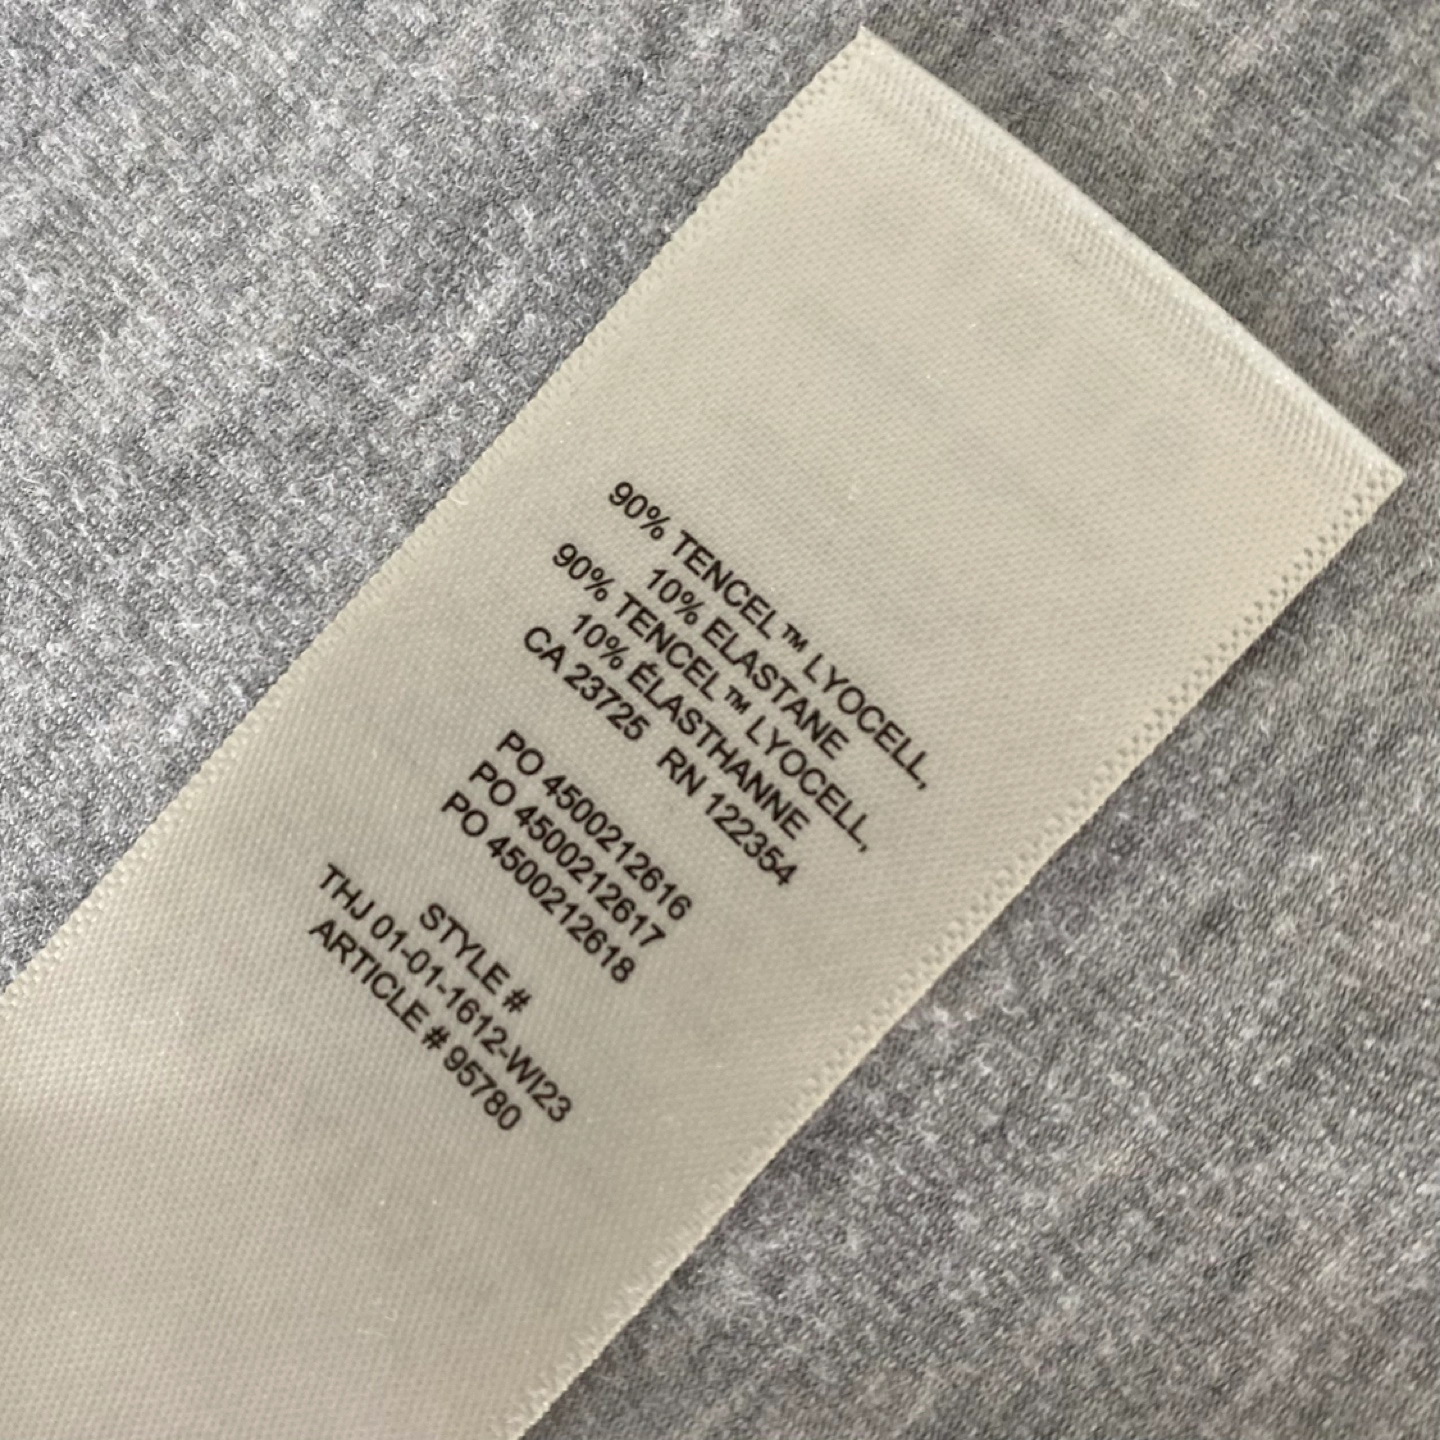 90% TENCEL™ LYOCELL,
10% ELASTANE
90% TENCEL™ LYOCELL,
10% ÉLASTHANNE
CA 23725 RN 122354
PO 4500212616
PO 4500212617
PO 4500212618
STYLE #
THJ 01-01-1612-WI23
ARTICLE # 95780